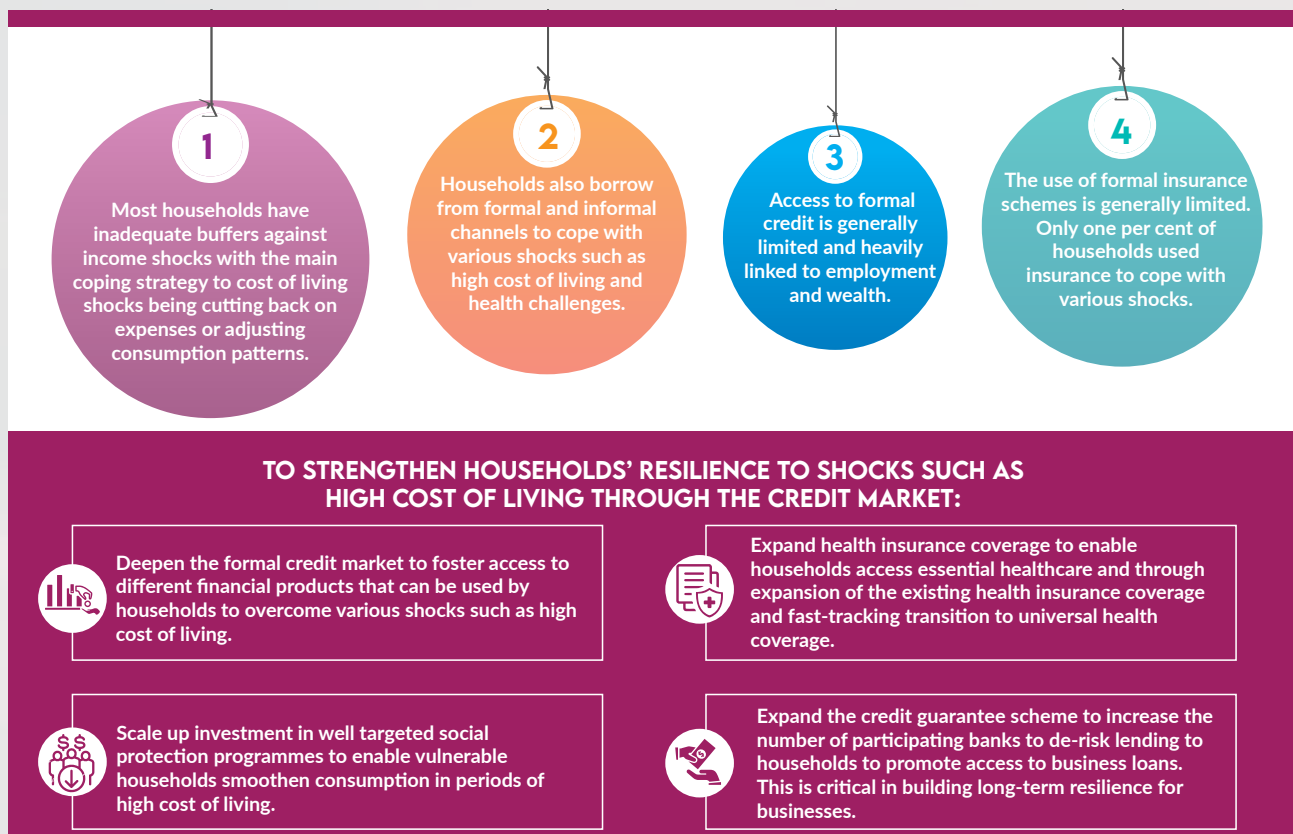 1
Most households have
inadequate buffers against
income shocks with the main
coping strategy to cost of living
shocks being cutting back on
expenses or adjusting
consumption patterns.
2
Households also borrow
from formal and informal
channels to cope with
various shocks such as
high cost of living and
health challenges.
3
Access to formal
credit is generally
limited and heavily
linked to employment
and wealth.
4
The use of formal insurance
schemes is generally limited.
Only one per cent of
households used
insurance to cope with
various shocks.
TO STRENGTHEN HOUSEHOLDS’ RESILIENCE TO SHOCKS SUCH AS
HIGH COST OF LIVING THROUGH THE CREDIT MARKET:
Deepen the formal credit market to foster access to
different financial products that can be used by
households to overcome various shocks such as high
cost of living.
Expand health insurance coverage to enable
households access essential healthcare and through
expansion of the existing health insurance coverage
and fast-tracking transition to universal health
coverage.
Scale up investment in well targeted social
protection programmes to enable vulnerable
households smoothen consumption in periods of
high cost of living.
Expand the credit guarantee scheme to increase the
number of participating banks to de-risk lending to
households to promote access to business loans.
This is critical in building long-term resilience for
businesses.